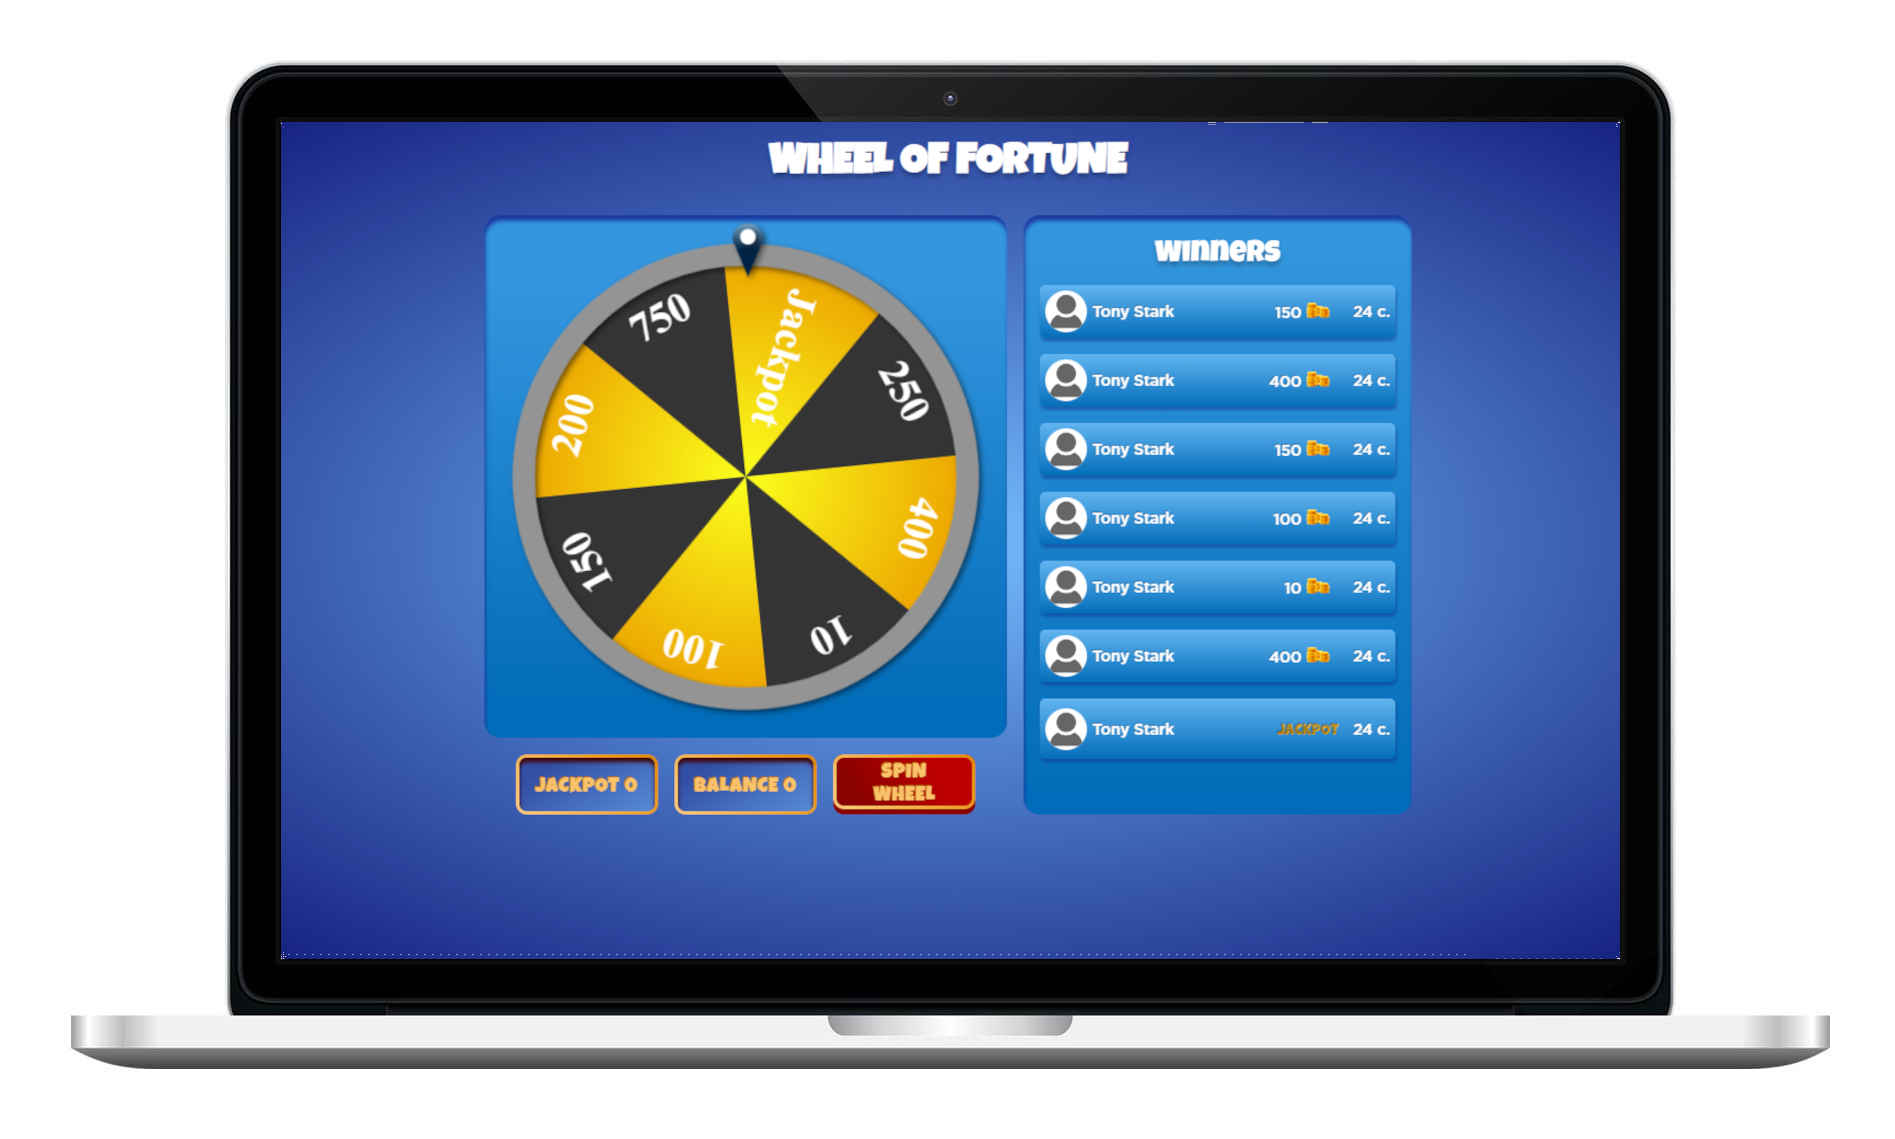 WHEEL OF FORTUNE
750
Jackpot
250
200
400
150
100
10
JACKPOT 0
BALANCE 0
SPIN
WHEEL
Winners
Tony Stark 150 24 c.
Tony Stark 400 24 c.
Tony Stark 150 24 c.
Tony Stark 100 24 c.
Tony Stark 10 24 c.
Tony Stark 400 24 c.
Tony Stark JACKPOT 24 c.